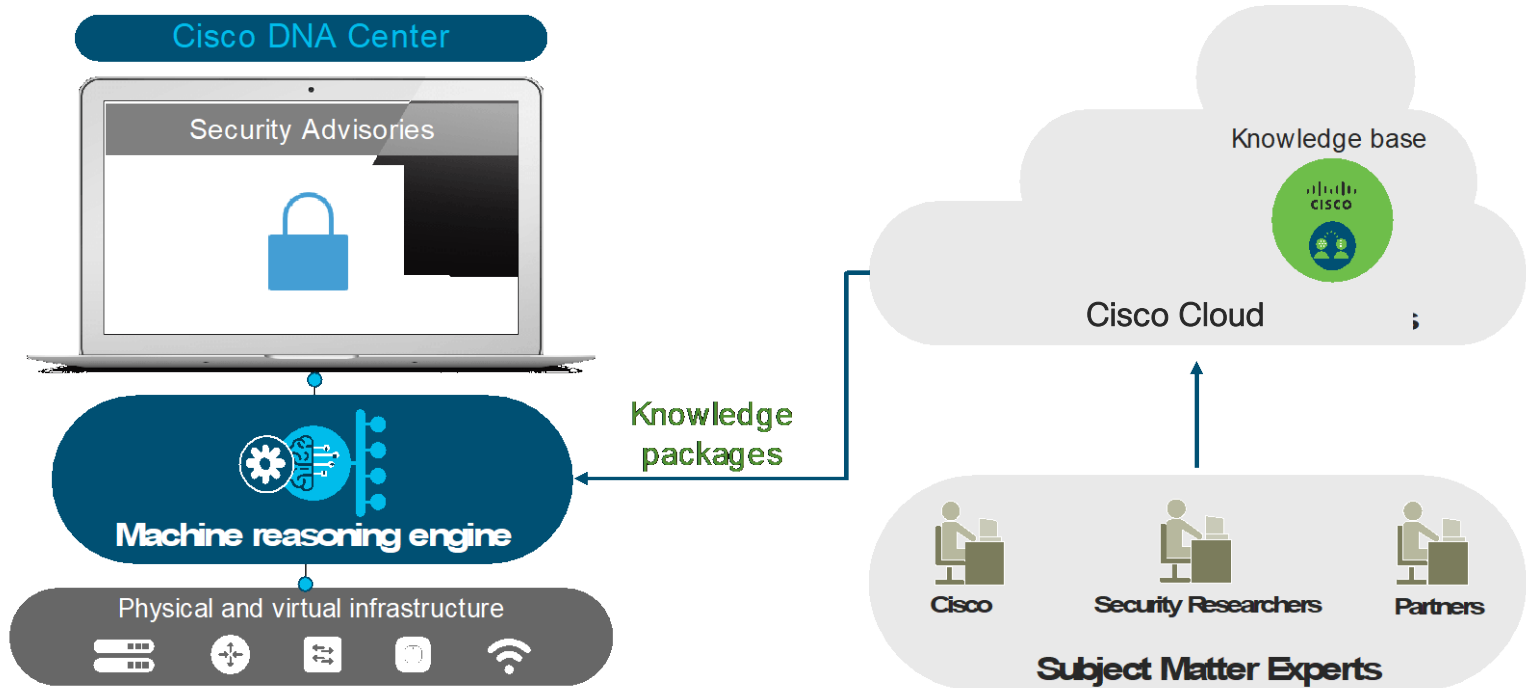 Cisco DNA Center
Security Advisories
Knowledge base
CISCO
Cisco Cloud
s
Knowledge
packages
Machine reasoning engine
Physical and virtual infrastructure
Cisco
Security Researchers
Partners
Subject Matter Experts